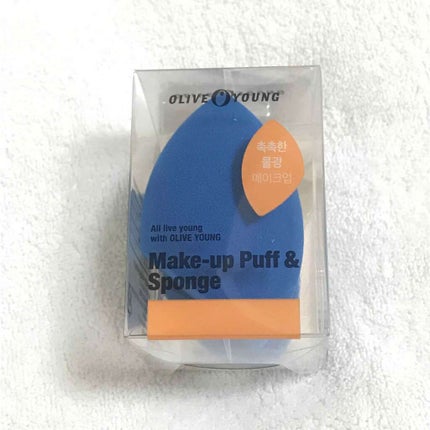 OLIVE YOUNG
촉촉한
물광
메이크업
All live young
with OLIVE YOUNG
Make-up Puff &
Sponge